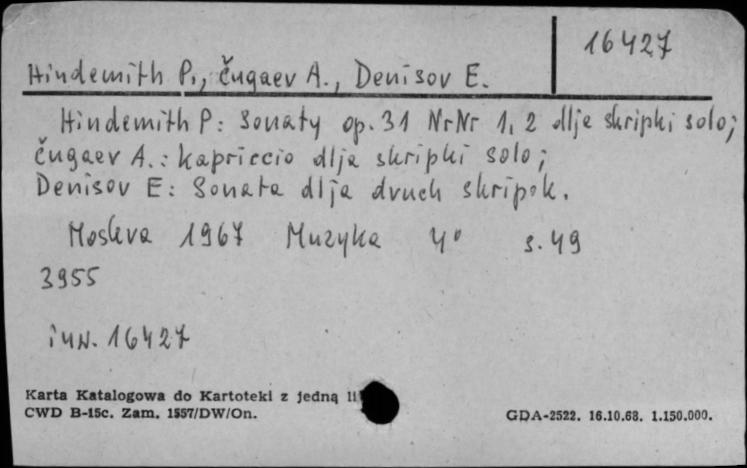 16427
Hindemith P., Čugaev A., Denisov E.
Hindemith P: Sonaty op. 31 NrNr 1, 2 dlja skripki solo;
Čugaev A.: kapriccio dlja skripki solo;
Denisov E: Sonata dlja dvuch skripok.
Moskva 1967 Muzyka 4° s. 49
3955
inw. 16427
Karta Katalogowa do Kartoteki z jedną
CWD B-15c. Zam. 1557/DW/On.
GDA-2522. 16.10.68. 1.150.000.